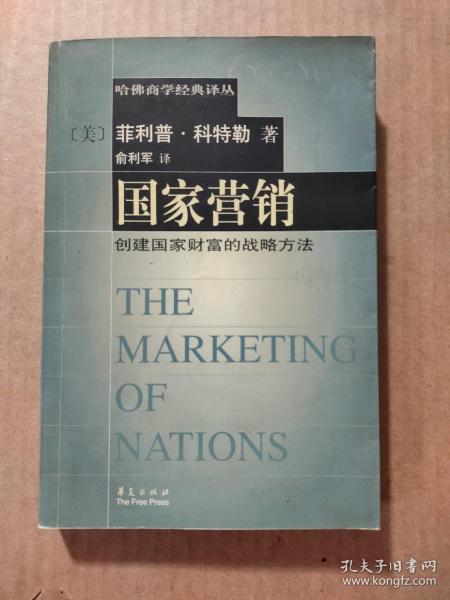 哈佛商学经典译丛
〔美〕菲利普·科特勒 著
俞利军 译
国家营销
创建国家财富的战略方法
THE
MARKETING
OF
NATIONS
华夏出版社
The Free Press
孔夫子旧书网
www.kongfz.com